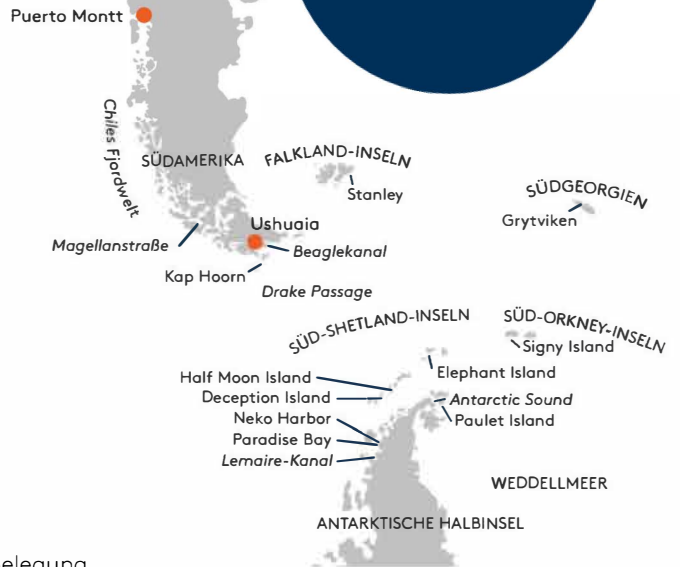 Puerto Montt
Chiles Fjordwelt
SÜDAMERIKA
FALKLAND-INSELN
Stanley
SÜDGEORGIEN
Grytviken
Ushuaia
Magellanstraße
Beaglekanal
Kap Hoorn
Drake Passage
SÜD-SHETLAND-INSELN
SÜD-ORKNEY-INSELN
Signy Island
Elephant Island
Half Moon Island
Deception Island
Antarctic Sound
Neko Harbor
Paulet Island
Paradise Bay
Lemaire-Kanal
WEDDELLMEER
ANTARKTISCHE HALBINSEL